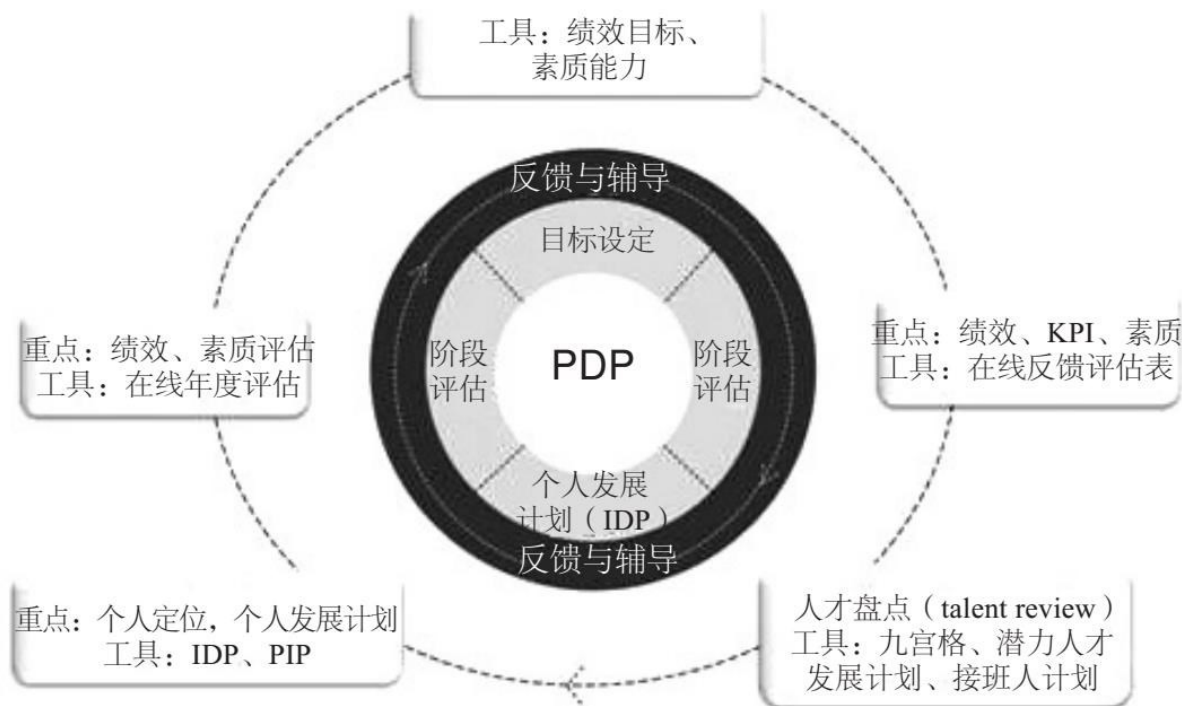 工具：绩效目标、
素质能力
反馈与辅导
目标设定
重点：绩效、素质评估
工具：在线年度评估
阶段
评估
PDP
阶段
评估
重点：绩效、KPI、素质
工具：在线反馈评估表
个人发展
计划（IDP）
反馈与辅导
重点：个人定位，个人发展计划
工具：IDP、PIP
人才盘点（talent review）
工具：九宫格、潜力人才
发展计划、接班人计划